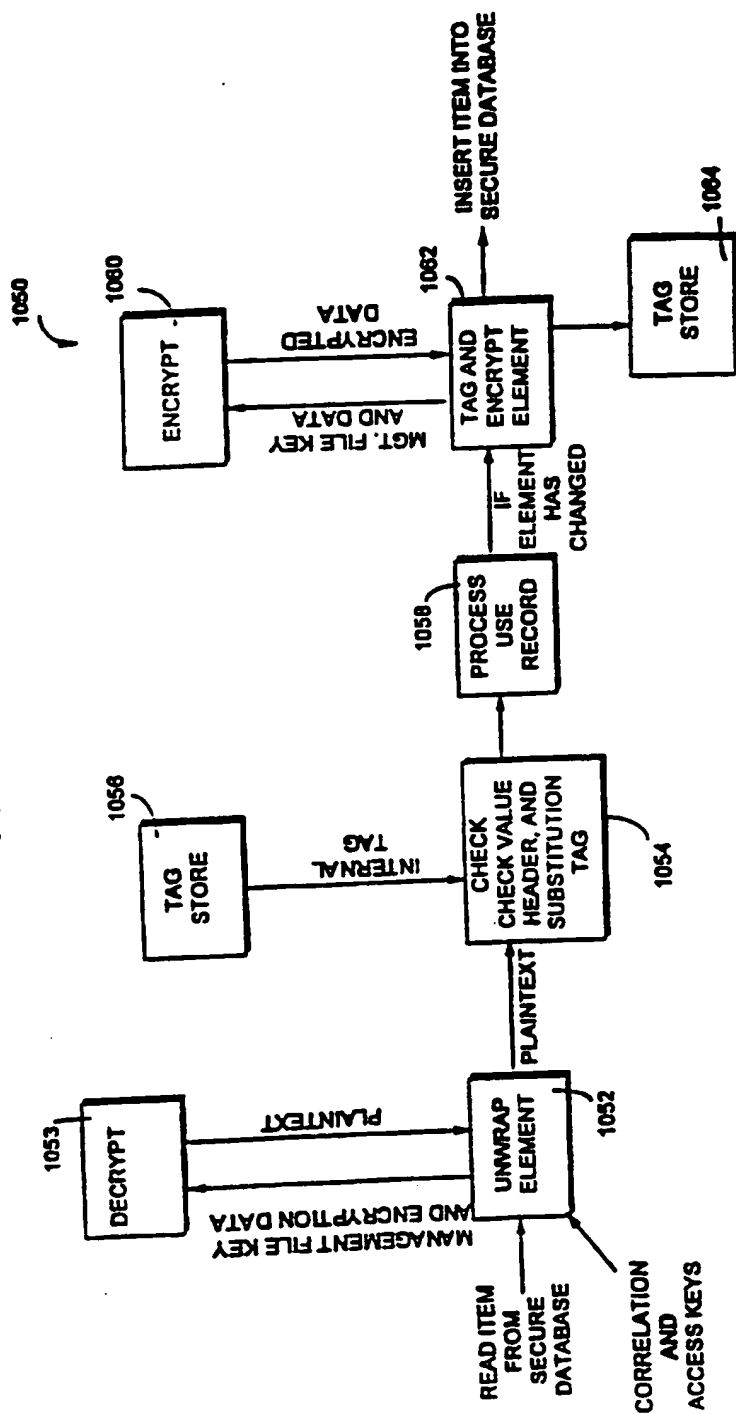 1050
1053
DECRYPT
PLAINTEXT
MANAGEMENT FILE KEY
AND ENCRYPTION DATA
READ ITEM
FROM
SECURE
DATABASE
CORRELATION
AND
ACCESS KEYS
UNWRAP
ELEMENT
1052
PLAINTEXT
1056
TAG
STORE
INTERNAL
TAG
CHECK
CHECK VALUE
HEADER, AND
SUBSTITUTION
TAG
1054
1058
PROCESS
USE
RECORD
IF
ELEMENT
HAS
CHANGED
1060
ENCRYPT
MGT. FILE KEY
AND DATA
ENCRYPTED
DATA
1062
TAG AND
ENCRYPT
ELEMENT
INSERT ITEM INTO
SECURE DATABASE
TAG
STORE
1064